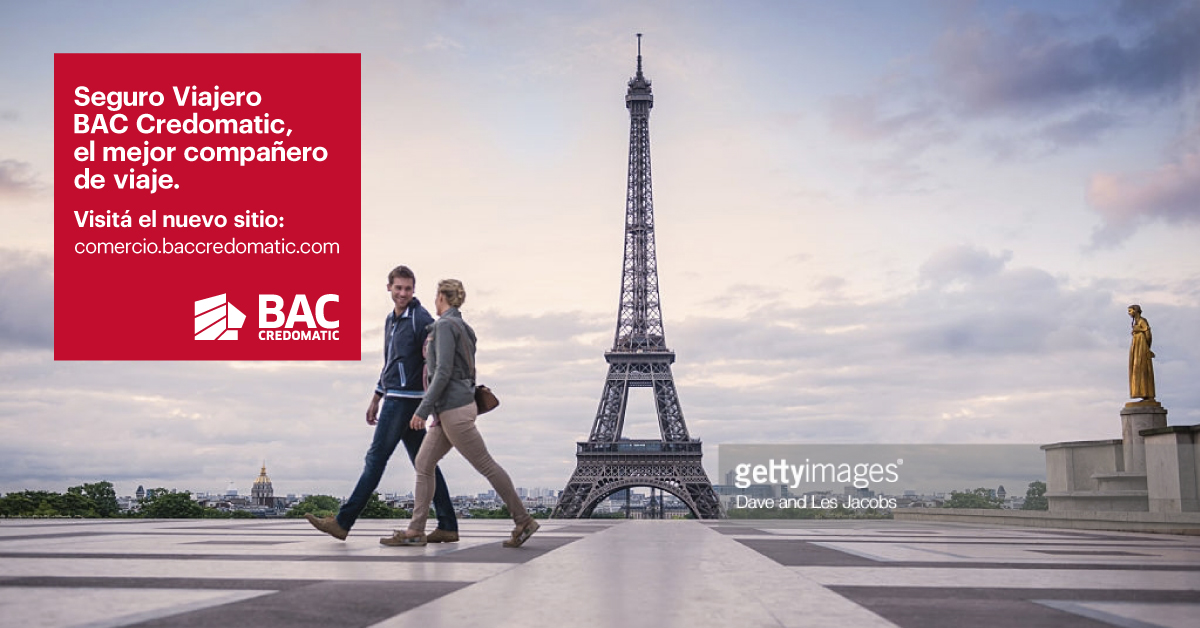 Seguro Viajero
BAC Credomatic,
el mejor compañero
de viaje.
Visitá el nuevo sitio:
comercio.baccredomatic.com
BAC
CREDOMATIC
gettyimages®
Dave and Les Jacobs